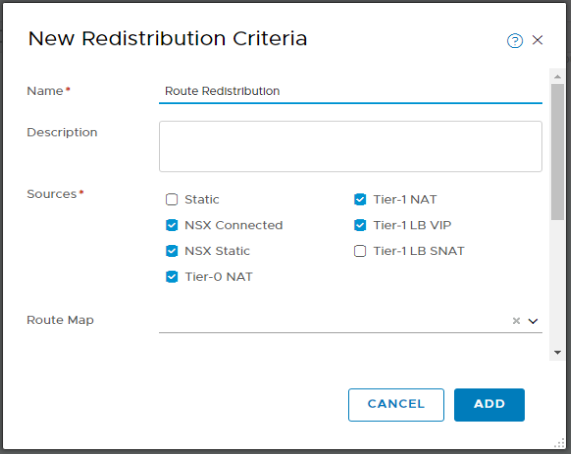 New Redistribution Criteria
Name*
Route Redistribution
Description
Sources*
Static
Tier-1 NAT
NSX Connected
Tier-1 LB VIP
NSX Static
Tier-1 LB SNAT
Tier-0 NAT
Route Map
CANCEL
ADD